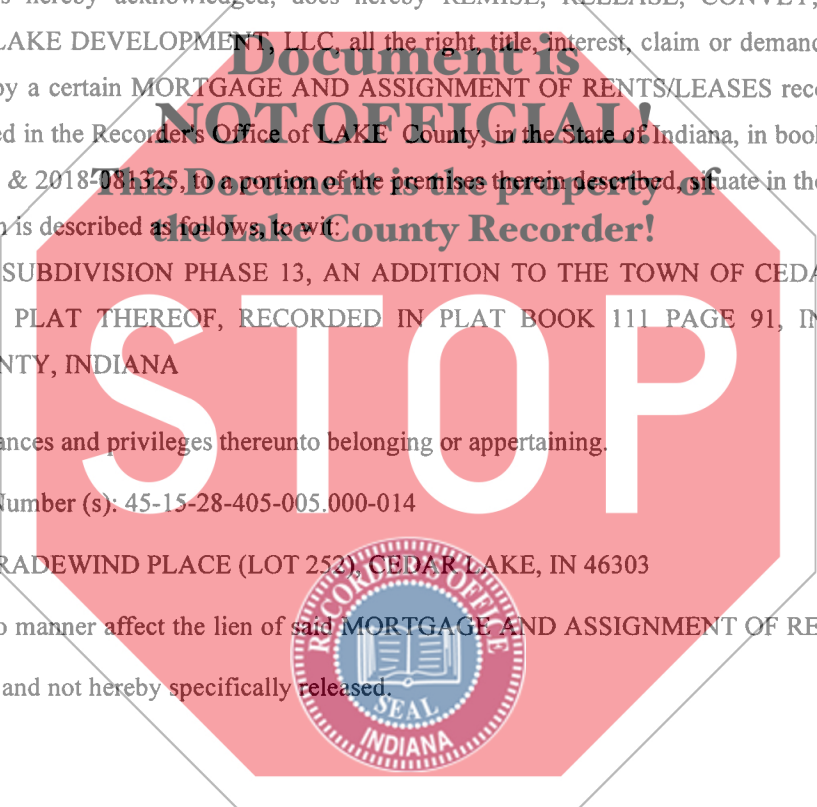 s hereby acknowledged, does hereby REMISE, RELEASE, CONVEY,
LAKE DEVELOPMENT, LLC, all the right, title, interest, claim or demand
Document is
by a certain MORTGAGE AND ASSIGNMENT OF RENTS/LEASES reco
NOT OFFICIAL!
ed in the Recorder's Office of LAKE County, in the State of Indiana, in book
& 2018-081325, to a portion of the premises therein described, situate in the
This Document is the property of
n is described as follows, to wit:
the Lake County Recorder!
SUBDIVISION PHASE 13, AN ADDITION TO THE TOWN OF CEDA
PLAT THEREOF, RECORDED IN PLAT BOOK 111 PAGE 91, IN
NTY, INDIANA
STOP
ances and privileges thereunto belonging or appertaining.
Number (s): 45-15-28-405-005.000-014
RADEWIND PLACE (LOT 252), CEDAR LAKE, IN 46303
o manner affect the lien of said MORTGAGE AND ASSIGNMENT OF RE
and not hereby specifically released.
RECORDER'S OFFICE
SEAL
INDIANA